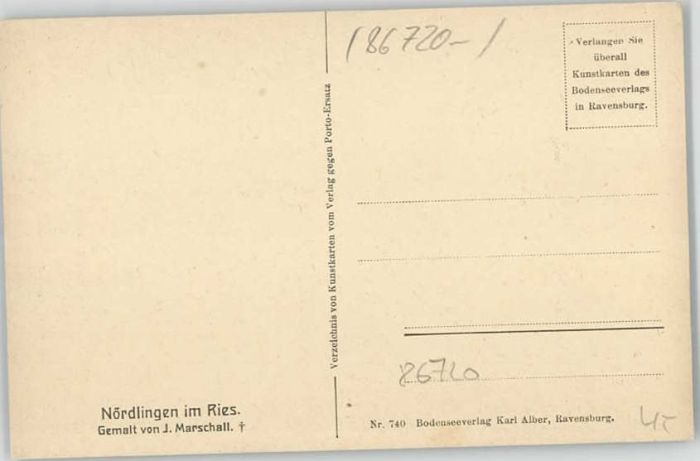 (86720-)
Verlangen Sie
überall
Kunstkarten des
Bodenseeverlags
in Ravensburg.
Verzeichnis von Kunstkarten vom Verlag gegen Porto-Ersatz
86720
Nördlingen im Ries.
Gemalt von J. Marschall. †
Nr. 740 Bodenseeverlag Karl Alber, Ravensburg.
4,-